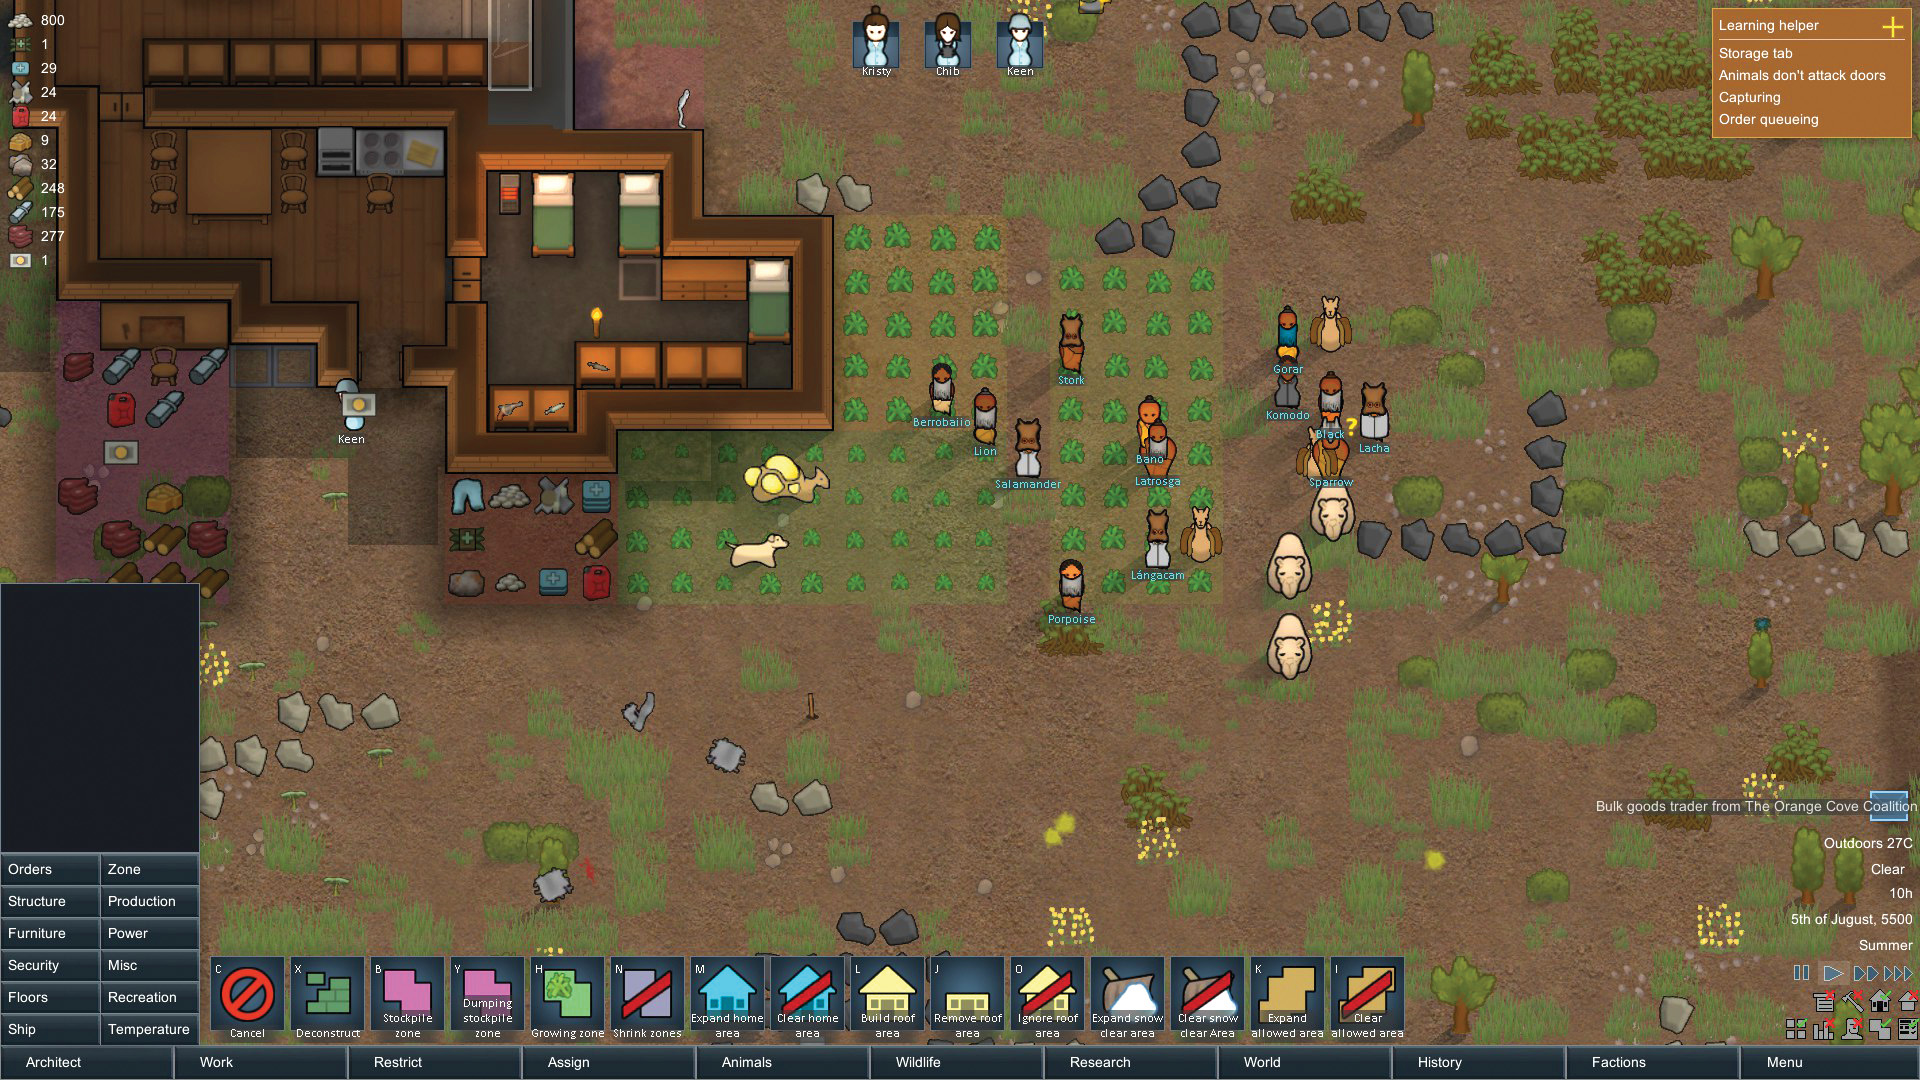 800
1
29
24
24
9
32
248
175
277
1
Kristy
Chib
Keen
Learning helper
Storage tab
Animals don't attack doors
Capturing
Order queueing
Keen
Berrobaiio
Lion
Salamander
Stork
Bano
Latrosga
Lángacam
Porpoise
Gorar
Komodo
Black
?
Lacha
Sparrow
Bulk goods trader from The Orange Cove Coalition
Outdoors 27C
Clear
10h
5th of Jugust, 5500
Summer
Orders
Zone
Structure
Production
Furniture
Power
Security
Misc
Floors
Recreation
Ship
Temperature
C
Cancel
X
Deconstruct
B
Stockpile
zone
Y
Dumping
stockpile
zone
H
Growing zone
N
Shrink zones
M
Expand home
area
Clear home
area
L
Build roof
area
J
Remove roof
area
O
Ignore roof
area
Expand snow
clear area
Clear snow
clear Area
K
Expand
allowed area
I
Clear
allowed area
Architect
Work
Restrict
Assign
Animals
Wildlife
Research
World
History
Factions
Menu